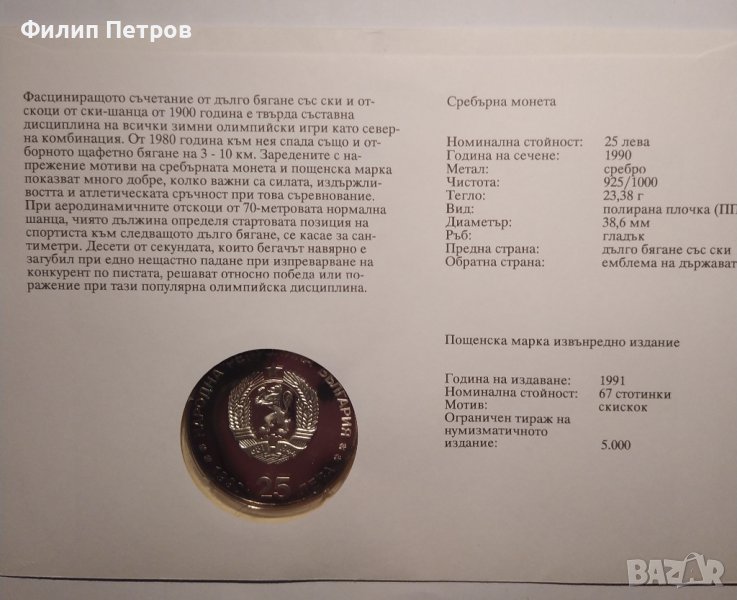 Филип Петров
Фасциниращото съчетание от дълго бягане със ски и от-
скоци от ски-шанца от 1900 година е твърда съставна
дисциплина на всички зимни олимпийски игри като север-
на комбинация. От 1980 година към нея спада също и от-
борното щафетно бягане на 3 - 10 км. Заредените с на-
прежение мотиви на сребърната монета и пощенска марка
показват много добре, колко важни са силата, издържли-
востта и атлетическата сръчност при това съревнование.
При аеродинамичните отскоци от 70-метровата нормална
шанца, чиято дължина определя стартовата позиция на
спортиста към следващото дълго бягане, се касае за сан-
тиметри. Десети от секундата, които бегачът навярно е
загубил при едно нещастно падане при изпреварване на
конкурент по пистата, решават относно победа или по-
ражение при тази популярна олимпийска дисциплина.
НАРОДНА РЕПУБЛИКА БЪЛГАРИЯ
1990 · 25 ЛЕВА
Сребърна монета
Номинална стойност: 25 лева
Година на сечене: 1990
Метал: сребро
Чистота: 925/1000
Тегло: 23,38 г
Вид: полирана плочка (ПП
Диаметър: 38,6 мм
Ръб: гладък
Предна страна: дълго бягане със ски
Обратна страна: емблема на държават
Пощенска марка извънредно издание
Година на издаване: 1991
Номинална стойност: 67 стотинки
Мотив: скискок
Ограничен тираж на
нумизматичното
издание: 5.000
BAZAR